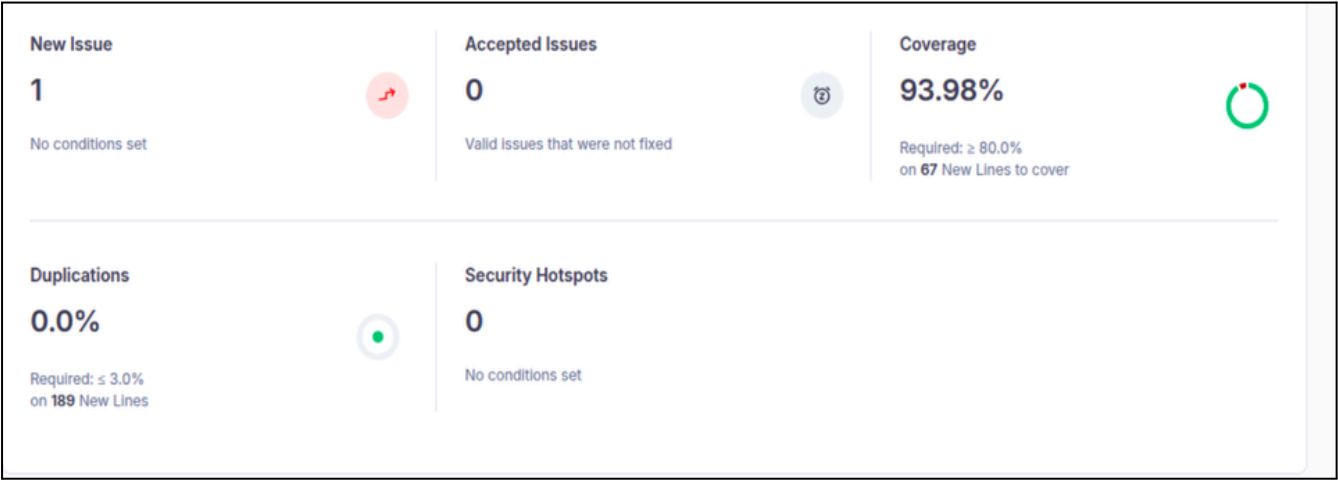 New Issue
1
No conditions set
Accepted Issues
0
Valid issues that were not fixed
Coverage
93.98%
Required: ≥ 80.0%
on 67 New Lines to cover
Duplications
0.0%
Required: ≤ 3.0%
on 189 New Lines
Security Hotspots
0
No conditions set